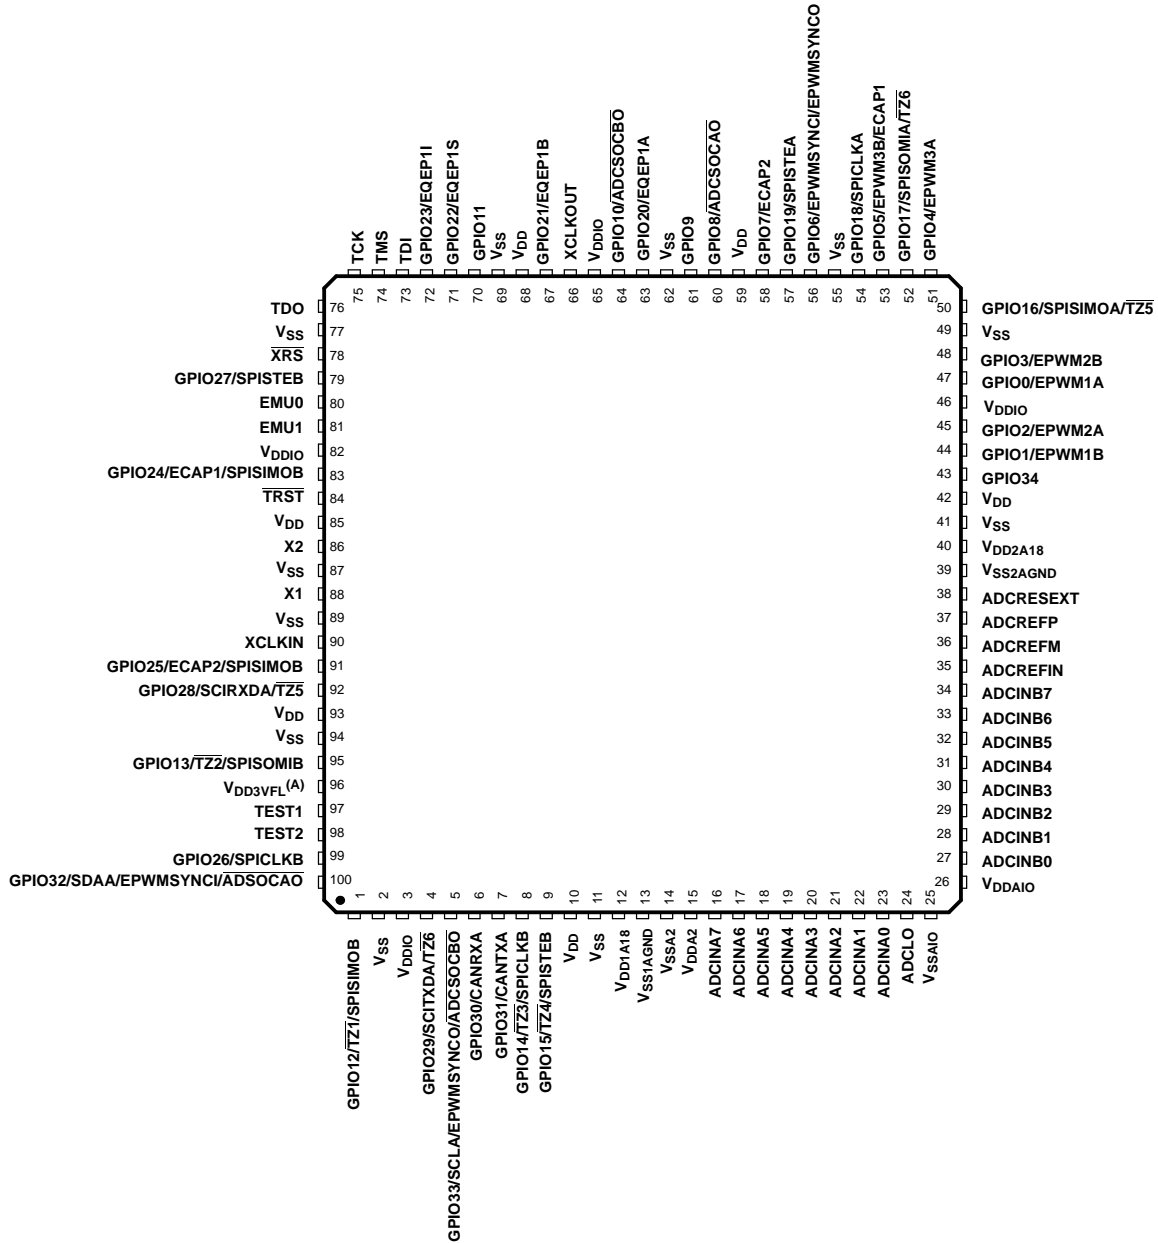 GPIO6/EPWMSYNCI/EPWMSYNCO
TCK
TMS
TDI
GPIO23/EQEP1I
GPIO22/EQEP1S
GPIO11
VSS
VDD
GPIO21/EQEP1B
XCLKOUT
VDDIO
GPIO10/ADCSOCBO
GPIO20/EQEP1A
VSS
GPIO9
GPIO8/ADCSOCAO
VDD
GPIO7/ECAP2
GPIO19/SPISTEA
VSS
GPIO18/SPICLKA
GPIO5/EPWM3B/ECAP1
GPIO17/SPISOMIA/TZ6
GPIO4/EPWM3A
75 74 73 72 71 70 69 68 67 66 65 64 63 62 61 60 59 58 57 56 55 54 53 52 51
TDO 76 50 GPIO16/SPISIMOA/TZ5
VSS 77 49 VSS
XRS 78 48 GPIO3/EPWM2B
GPIO27/SPISTEB 79 47 GPIO0/EPWM1A
EMU0 80 46 VDDIO
EMU1 81 45 GPIO2/EPWM2A
VDDIO 82 44 GPIO1/EPWM1B
GPIO24/ECAP1/SPISIMOB 83 43 GPIO34
TRST 84 42 VDD
VDD 85 41 VSS
X2 86 40 VDD2A18
VSS 87 39 VSS2AGND
X1 88 38 ADCRESEXT
VSS 89 37 ADCREFP
XCLKIN 90 36 ADCREFM
GPIO25/ECAP2/SPISIMOB 91 35 ADCREFIN
GPIO28/SCIRXDA/TZ5 92 34 ADCINB7
VDD 93 33 ADCINB6
VSS 94 32 ADCINB5
GPIO13/TZ2/SPISOMIB 95 31 ADCINB4
VDD3VFL(A) 96 30 ADCINB3
TEST1 97 29 ADCINB2
TEST2 98 28 ADCINB1
GPIO26/SPICLKB 99 27 ADCINB0
GPIO32/SDAA/EPWMSYNCI/ADSOCAO 100 26 VDDAIO
1 2 3 4 5 6 7 8 9 10 11 12 13 14 15 16 17 18 19 20 21 22 23 24 25
GPIO12/TZ1/SPISIMOB
VSS
VDDIO
GPIO29/SCITXDA/TZ6
GPIO33/SCLA/EPWMSYNCO/ADCSOCBO
GPIO30/CANRXA
GPIO31/CANTXA
GPIO14/TZ3/SPICLKB
GPIO15/TZ4/SPISTEB
VDD
VSS
VDD1A18
VSS1AGND
VSSA2
VDDA2
ADCINA7
ADCINA6
ADCINA5
ADCINA4
ADCINA3
ADCINA2
ADCINA1
ADCINA0
ADCLO
VSSAIO